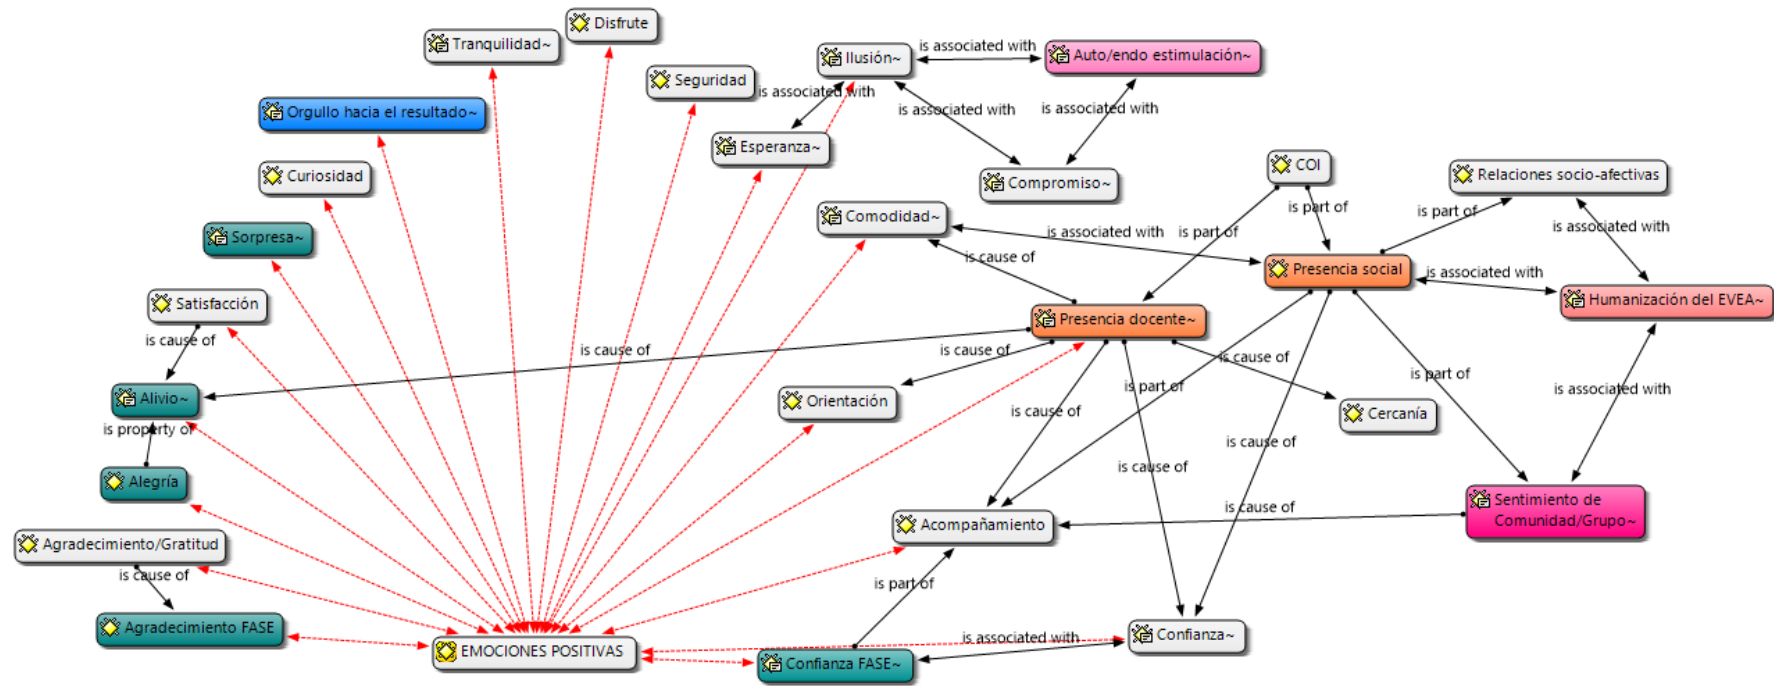 Disfrute
Tranquilidad~
Ilusión~
is associated with
Auto/endo estimulación~
Seguridad
is associated with
is associated with
is associated with
Orgullo hacia el resultado~
Esperanza~
COI
Curiosidad
Compromiso~
Relaciones socio-afectivas
Comodidad~
is part of
is part of
is associated with
is part of
is associated with
Sorpresa~
is cause of
Presencia social
is associated with
Satisfacción
Humanización del EVEA~
Presencia docente~
is cause of
is cause of
is cause of
is cause of
is part of
is part of
is associated with
Alivio~
Orientación
is cause of
Cercanía
is property of
is cause of
is cause of
Alegría
Sentimiento de
Comunidad/Grupo~
is cause of
Acompañamiento
Agradecimiento/Gratitud
is cause of
is part of
Agradecimiento FASE
is associated with
Confianza~
EMOCIONES POSITIVAS
Confianza FASE~